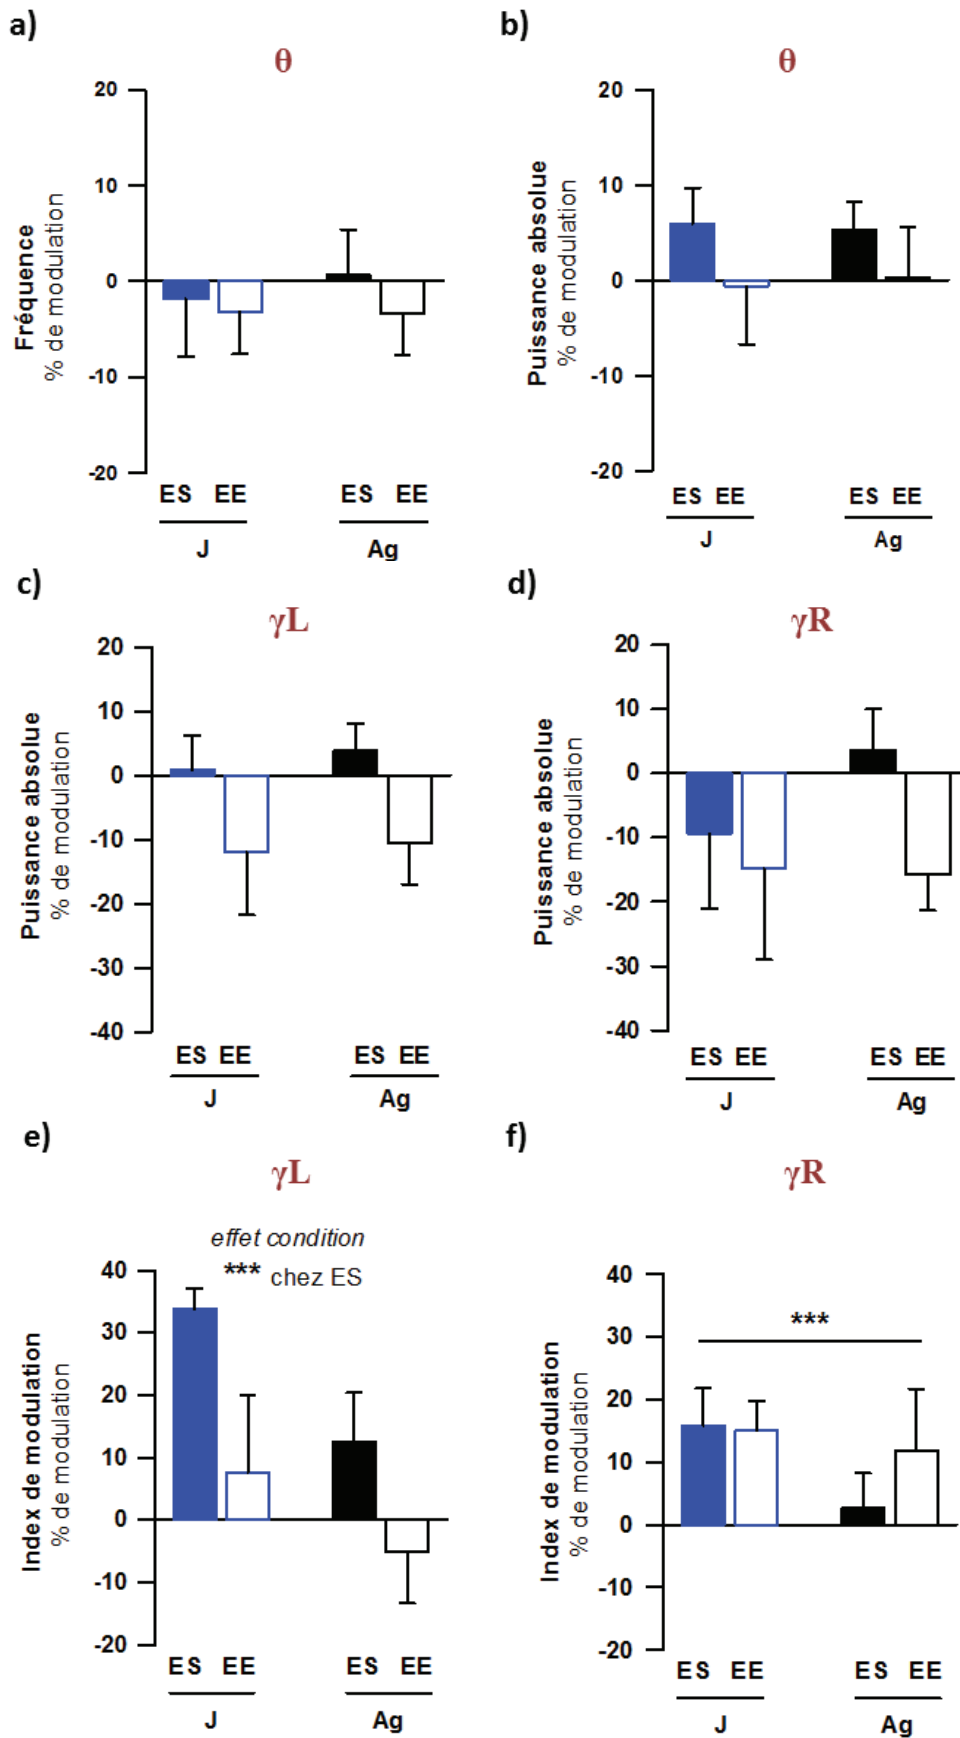 a)
θ
20
10
0
-10
-20
Fréquence
% de modulation
ES EE ES EE
J Ag
b)
θ
20
10
0
-10
-20
Puissance absolue
% de modulation
ES EE ES EE
J Ag
c)
γL
20
10
0
-10
-20
-30
-40
Puissance absolue
% de modulation
ES EE ES EE
J Ag
d)
γR
20
10
0
-10
-20
-30
-40
Puissance absolue
% de modulation
ES EE ES EE
J Ag
e)
γL
effet condition
*** chez ES
40
30
20
10
0
-10
-20
Index de modulation
% de modulation
ES EE ES EE
J Ag
f)
γR
***
40
30
20
10
0
-10
-20
Index de modulation
% de modulation
ES EE ES EE
J Ag